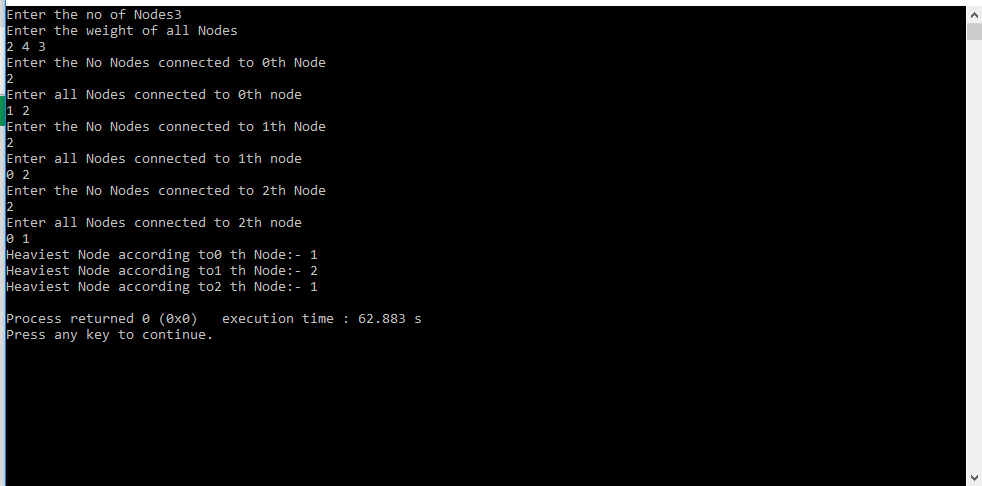 Enter the no of Nodes3
Enter the weight of all Nodes
2 4 3
Enter the No Nodes connected to 0th Node
2
Enter all Nodes connected to 0th node
1 2
Enter the No Nodes connected to 1th Node
2
Enter all Nodes connected to 1th node
0 2
Enter the No Nodes connected to 2th Node
2
Enter all Nodes connected to 2th node
0 1
Heaviest Node according to0 th Node:- 1
Heaviest Node according to1 th Node:- 2
Heaviest Node according to2 th Node:- 1
Process returned 0 (0x0)   execution time : 62.883 s
Press any key to continue.